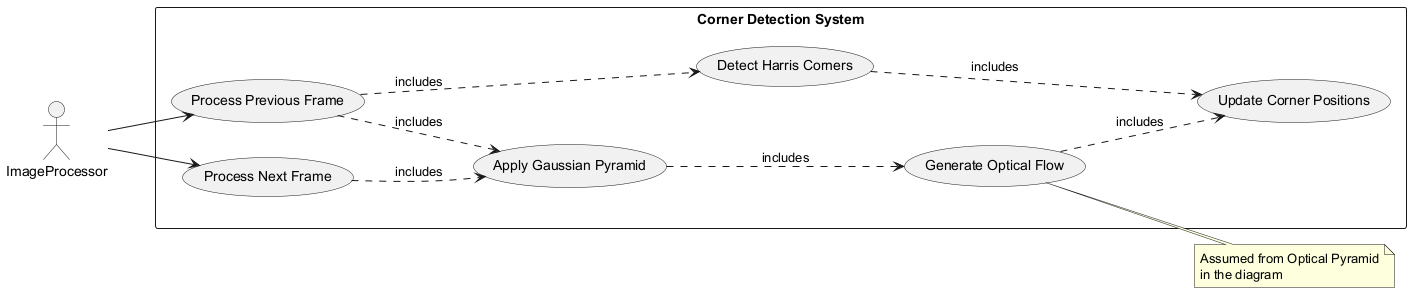 Corner Detection System
Detect Harris Corners
includes
includes
Process Previous Frame
Update Corner Positions
includes
includes
ImageProcessor
Apply Gaussian Pyramid
includes
Generate Optical Flow
Process Next Frame
includes
Assumed from Optical Pyramid
in the diagram